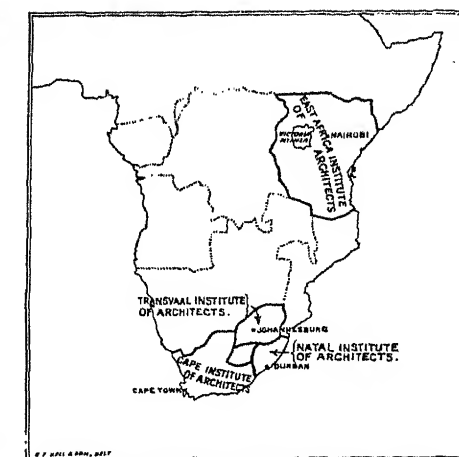 EAST AFRICA INSTITUTE
OF
ARCHITECTS
VICTORIA
NYANZA
NAIROBI
TRANSVAAL INSTITUTE
OF ARCHITECTS.
JOHANNESBURG
NATAL INSTITUTE
OF ARCHITECTS.
DURBAN
CAPE INSTITUTE
OF ARCHITECTS
CAPE TOWN